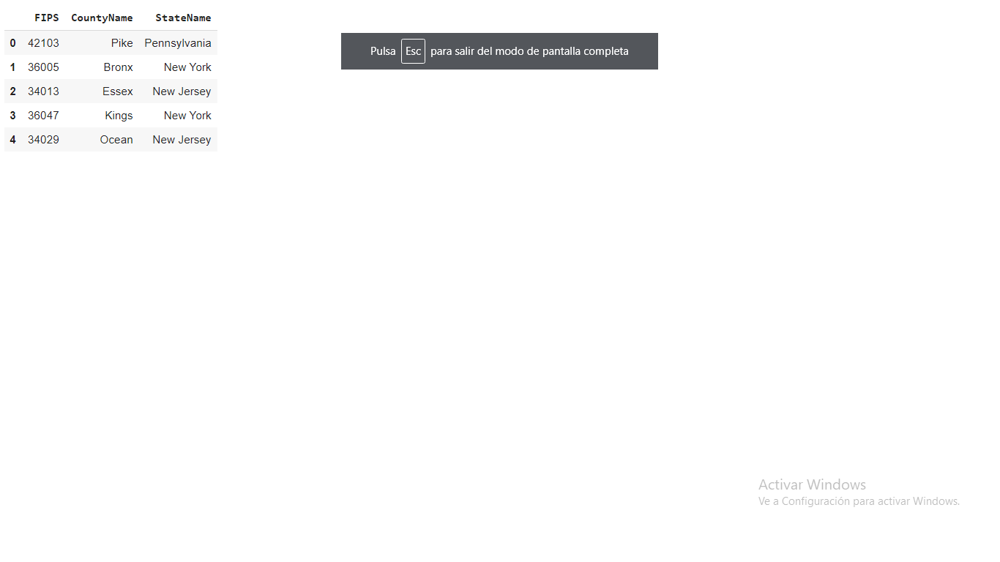 FIPS CountyName StateName
0 42103 Pike Pennsylvania
1 36005 Bronx New York
2 34013 Essex New Jersey
3 36047 Kings New York
4 34029 Ocean New Jersey
Pulsa Esc para salir del modo de pantalla completa
Activar Windows
Ve a Configuración para activar Windows.